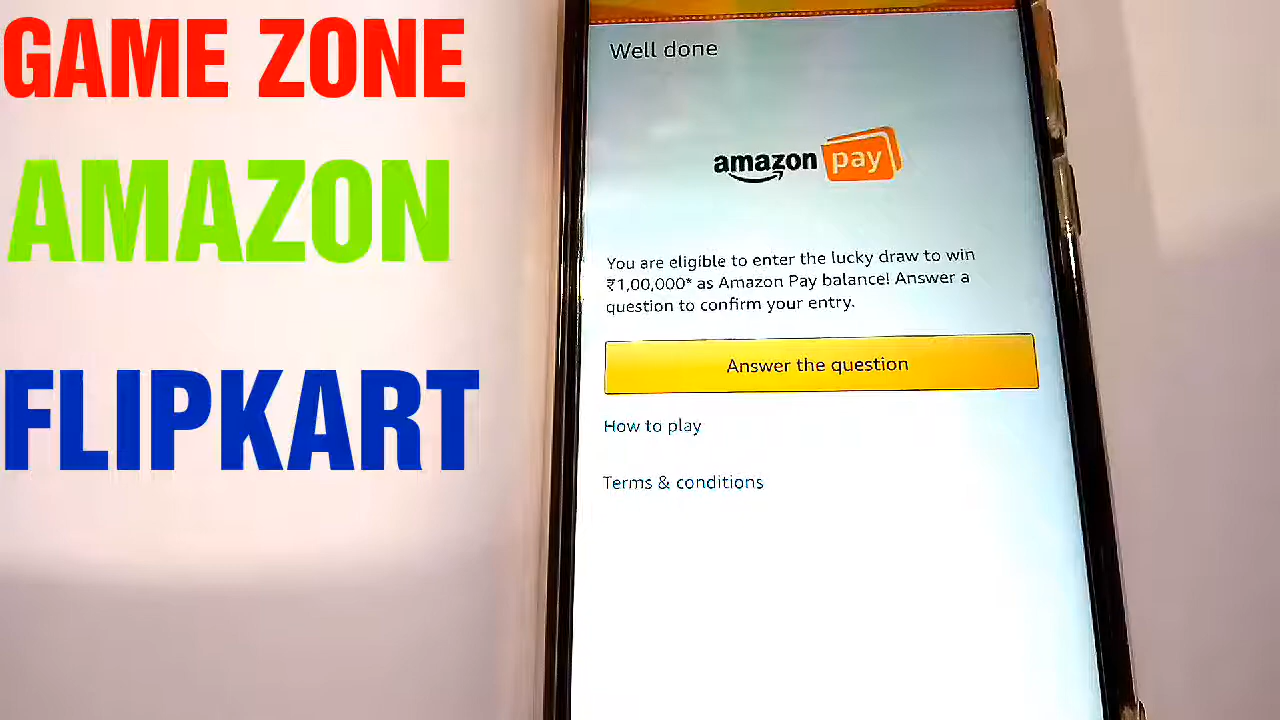 GAME ZONE
AMAZON
FLIPKART
Well done
amazon pay
You are eligible to enter the lucky draw to win
₹1,00,000* as Amazon Pay balance! Answer a
question to confirm your entry.
Answer the question
How to play
Terms & conditions